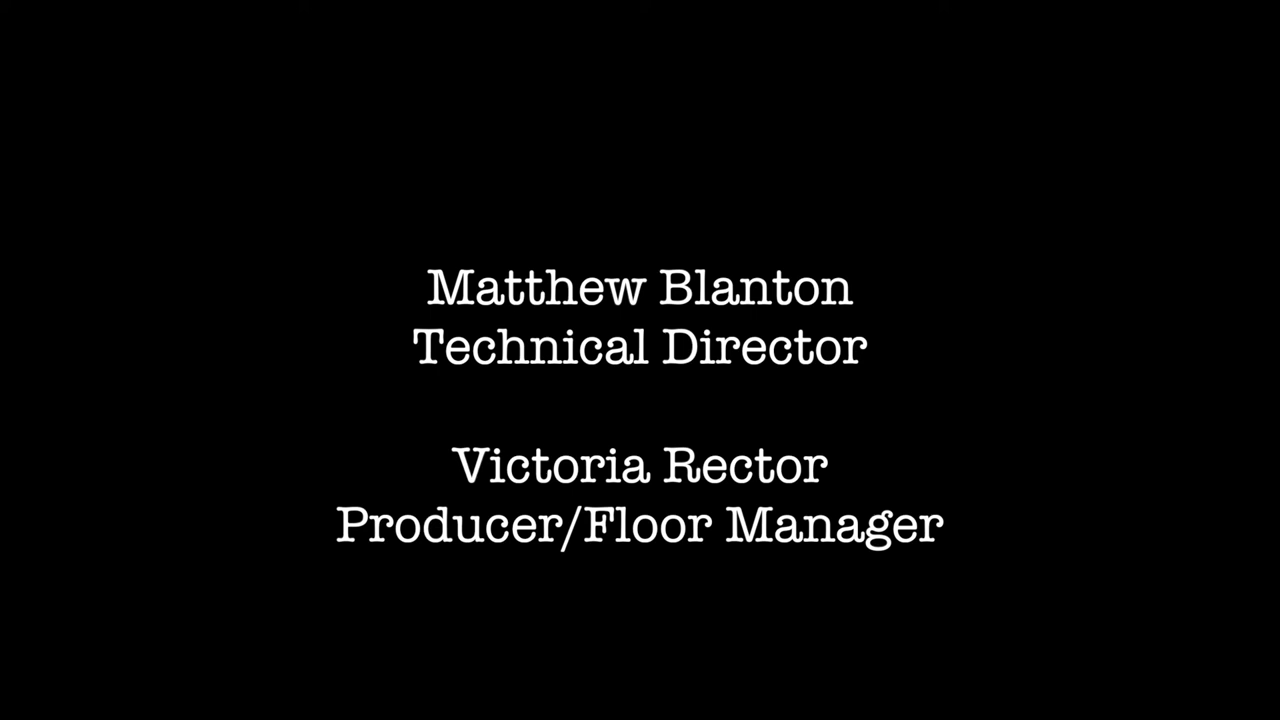 Matthew Blanton
Technical Director
Victoria Rector
Producer/Floor Manager